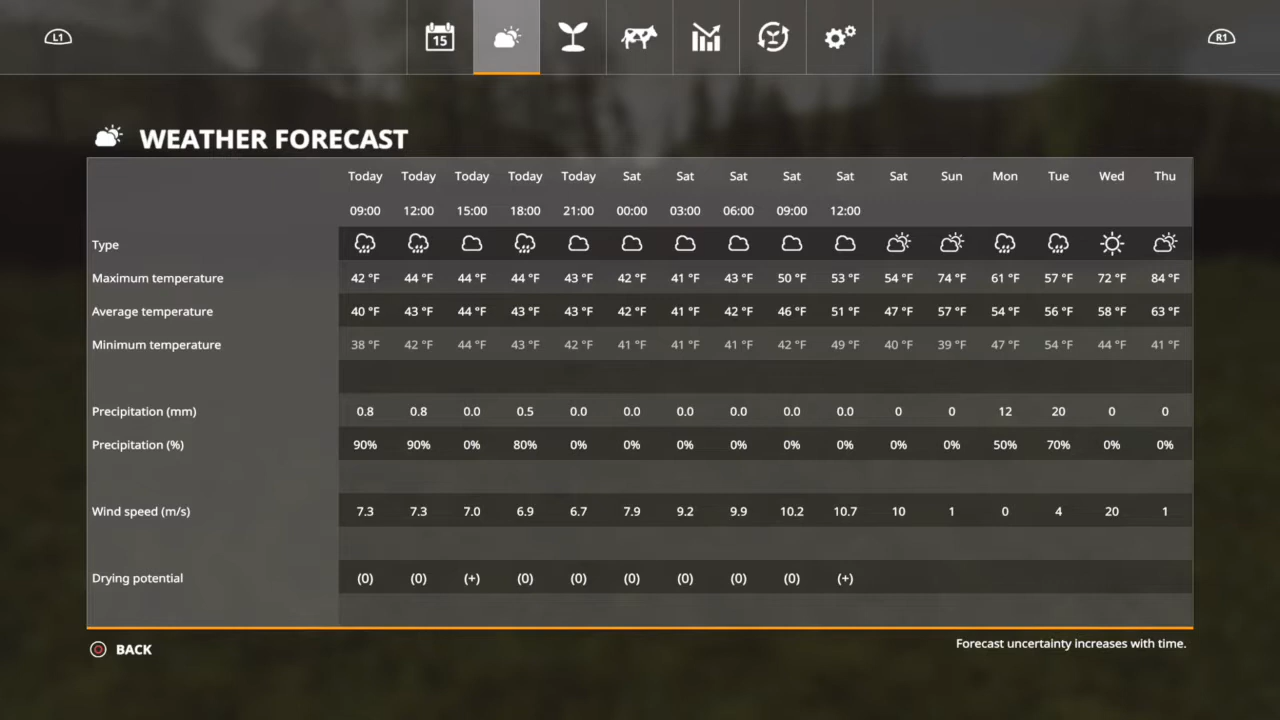 L1
15
R1
WEATHER FORECAST
Today Today Today Today Today Sat Sat Sat Sat Sat Sat Sun Mon Tue Wed Thu
09:00 12:00 15:00 18:00 21:00 00:00 03:00 06:00 09:00 12:00
Type
Maximum temperature 42 °F 44 °F 44 °F 44 °F 43 °F 42 °F 41 °F 43 °F 50 °F 53 °F 54 °F 74 °F 61 °F 57 °F 72 °F 84 °F
Average temperature 40 °F 43 °F 44 °F 43 °F 43 °F 42 °F 41 °F 42 °F 46 °F 51 °F 47 °F 57 °F 54 °F 56 °F 58 °F 63 °F
Minimum temperature 38 °F 42 °F 44 °F 43 °F 42 °F 41 °F 41 °F 41 °F 42 °F 49 °F 40 °F 39 °F 47 °F 54 °F 44 °F 41 °F
Precipitation (mm) 0.8 0.8 0.0 0.5 0.0 0.0 0.0 0.0 0.0 0.0 0 0 12 20 0 0
Precipitation (%) 90% 90% 0% 80% 0% 0% 0% 0% 0% 0% 0% 0% 50% 70% 0% 0%
Wind speed (m/s) 7.3 7.3 7.0 6.9 6.7 7.9 9.2 9.9 10.2 10.7 10 1 0 4 20 1
Drying potential (0) (0) (+) (0) (0) (0) (0) (0) (0) (+)
BACK
Forecast uncertainty increases with time.